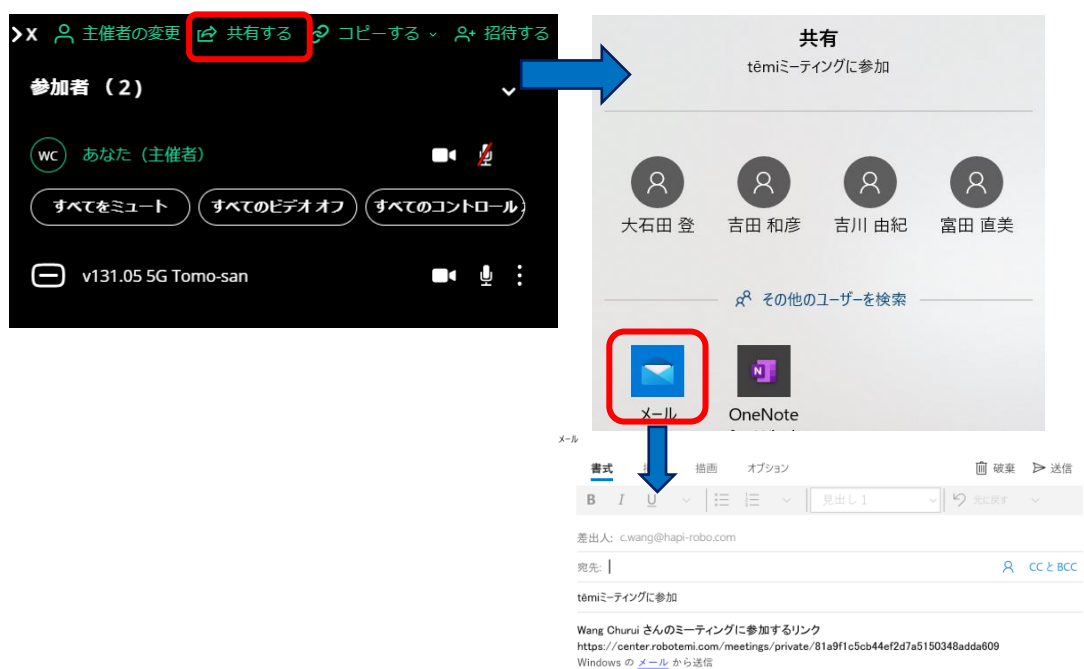 X 主催者の変更 共有する コピーする 招待する
参加者 (2)
WC あなた（主催者）
すべてをミュート すべてのビデオ オフ すべてのコントロール
v131.05 5G Tomo-san
共有
tēmiミーティングに参加
大石田 登 吉田 和彦 吉川 由紀 富田 直美
その他のユーザーを検索
メール OneNote
メール
書式 描画 オプション 破棄 送信
B I U 見出し 1 元に戻す
差出人: c.wang@hapi-robo.com
宛先: CC と BCC
tēmiミーティングに参加
Wang Churui さんのミーティングに参加するリンク
https://center.robotemi.com/meetings/private/81a9f1c5cb44ef2d7a5150348adda609
Windows の メール から送信